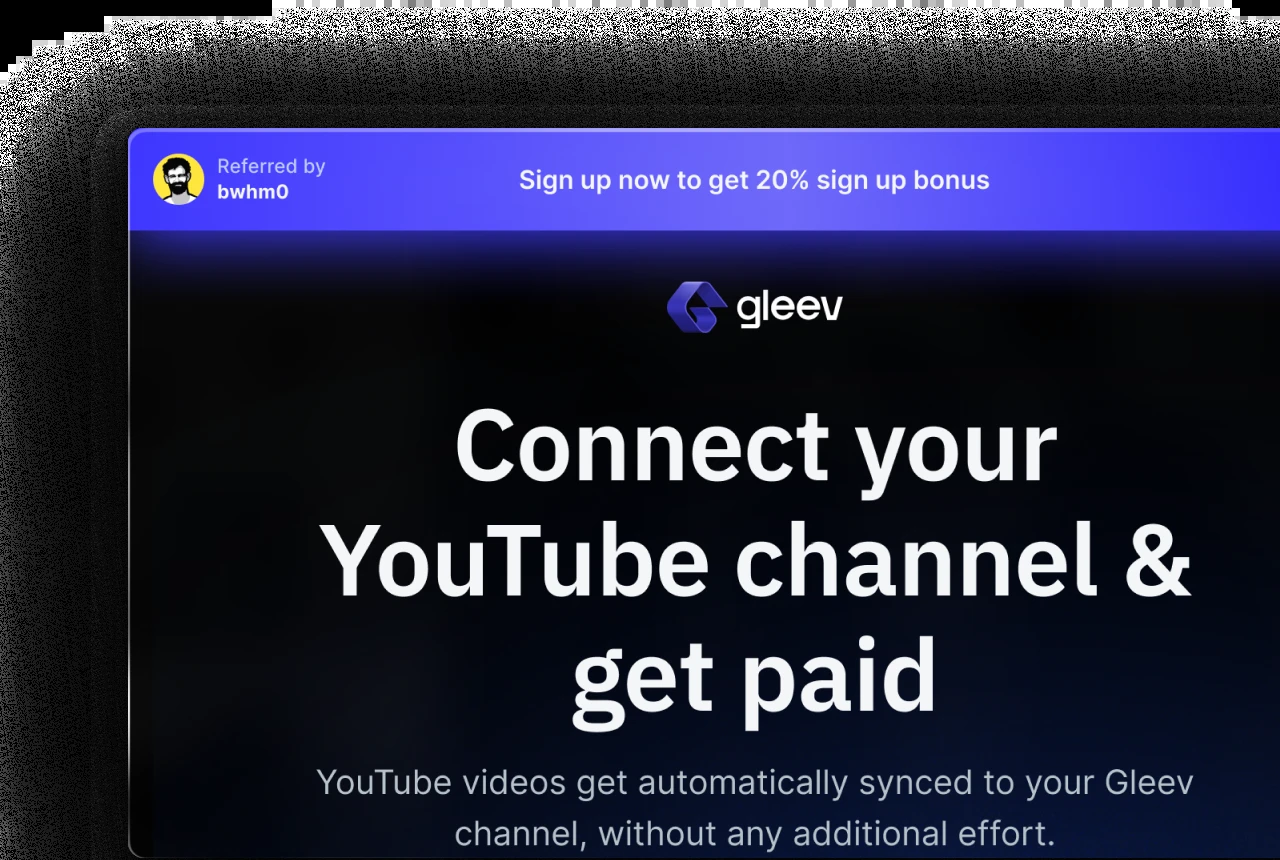 Referred by
bwhm0
Sign up now to get 20% sign up bonus
gleev
Connect your
YouTube channel &
get paid
YouTube videos get automatically synced to your Gleev
channel, without any additional effort.